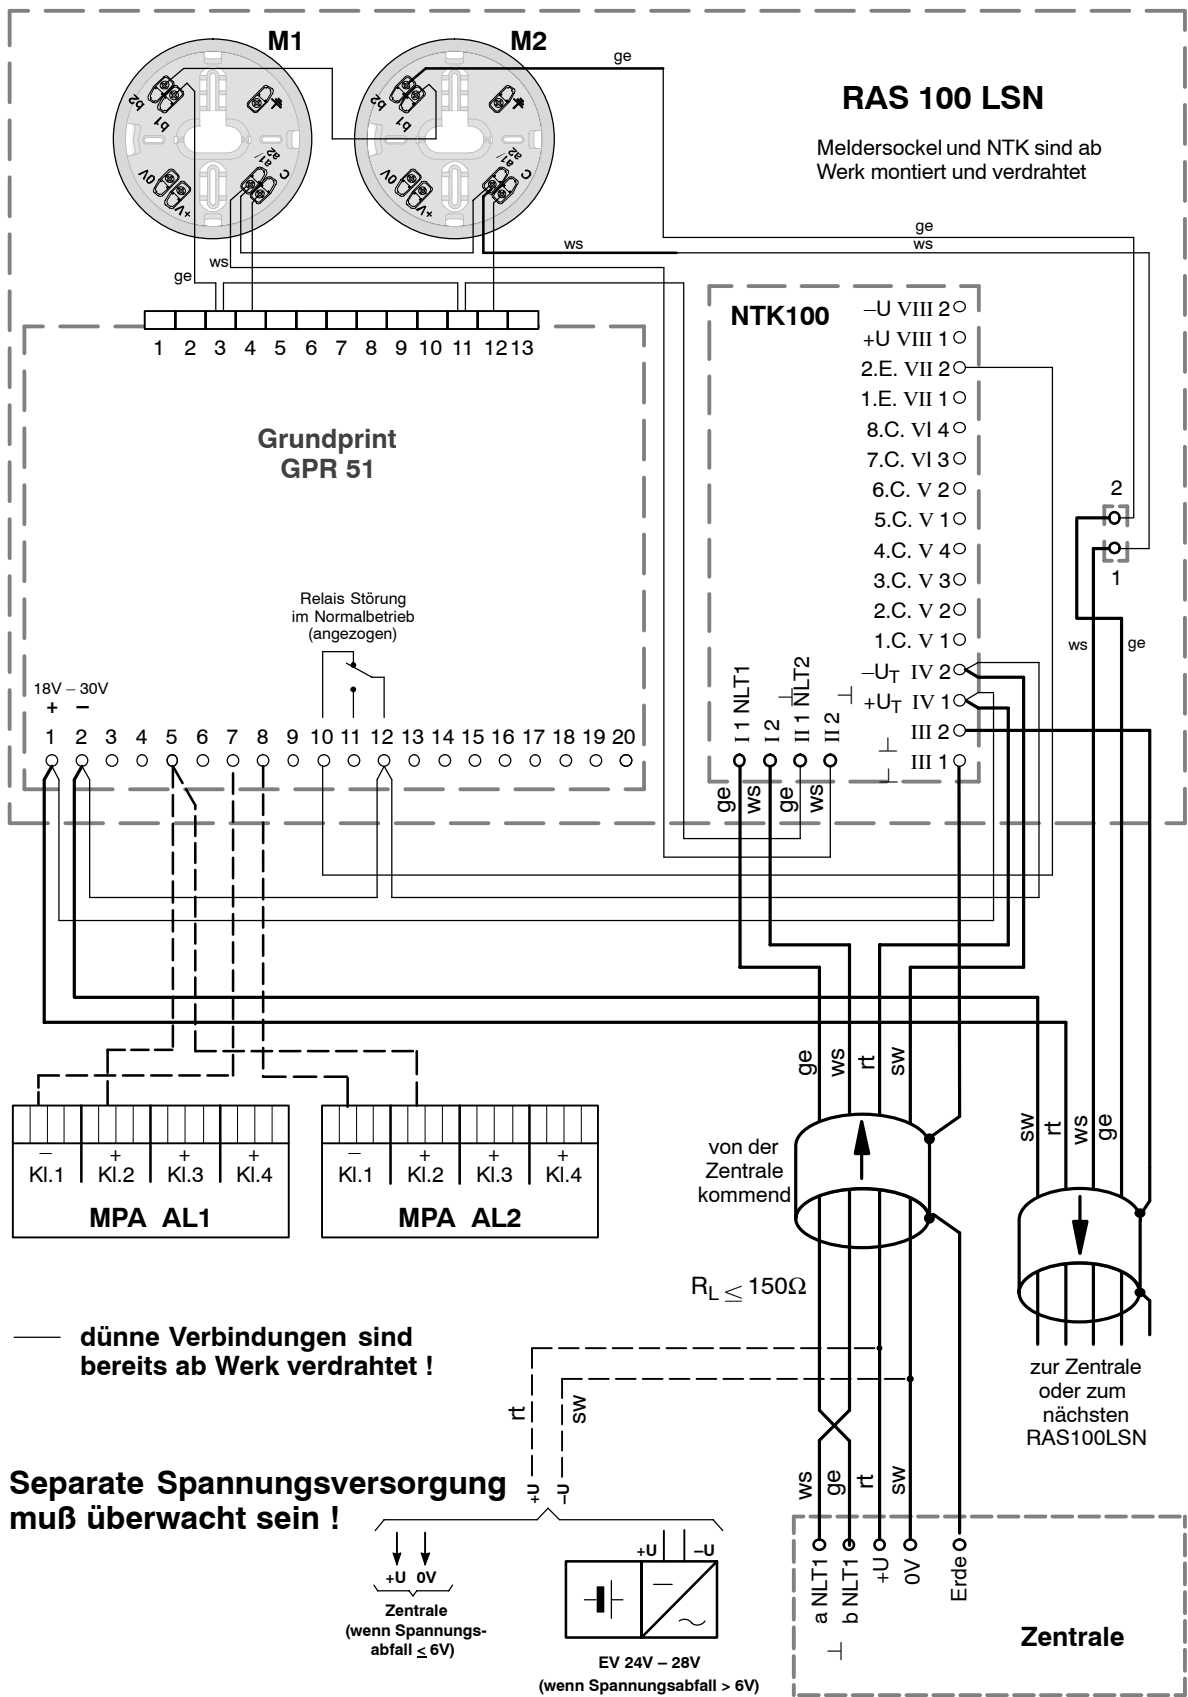 M1
M2
ge
RAS 100 LSN
Meldersockel und NTK sind ab
Werk montiert und verdrahtet
b2
b1
a1/
a2
C
0V
+V
b2
b1
a1/
a2
C
0V
+V
ge
ws
ws
ws
ge
NTK100
1 2 3 4 5 6 7 8 9 10 11 12 13
–U VIII 2
+U VIII 1
2.E. VII 2
1.E. VII 1
8.C. VI 4
7.C. VI 3
6.C. V 2
5.C. V 1
4.C. V 4
3.C. V 3
2.C. V 2
1.C. V 1
–UT IV 2
+UT IV 1
III 2
III 1
Grundprint
GPR 51
2
1
ws
ge
Relais Störung
im Normalbetrieb
(angezogen)
18V – 30V
+ –
1 2 3 4 5 6 7 8 9 10 11 12 13 14 15 16 17 18 19 20
I 1 NLT1
I 2
II 1 NLT2
II 2
ge
ws
ge
ws
ge
ws
rt
sw
sw
rt
ws
ge
– + + +
Kl.1 Kl.2 Kl.3 Kl.4
MPA AL1
– + + +
Kl.1 Kl.2 Kl.3 Kl.4
MPA AL2
von der
Zentrale
kommend
RL ≤ 150Ω
dünne Verbindungen sind
bereits ab Werk verdrahtet !
zur Zentrale
oder zum
nächsten
RAS100LSN
rt
sw
Separate Spannungsversorgung
muß überwacht sein !
+U
–U
ws
ge
rt
sw
+U 0V
Zentrale
(wenn Spannungs-
abfall ≤ 6V)
+U –U
EV 24V – 28V
(wenn Spannungsabfall > 6V)
a NLT1
b NLT1
+U
0V
Erde
Zentrale